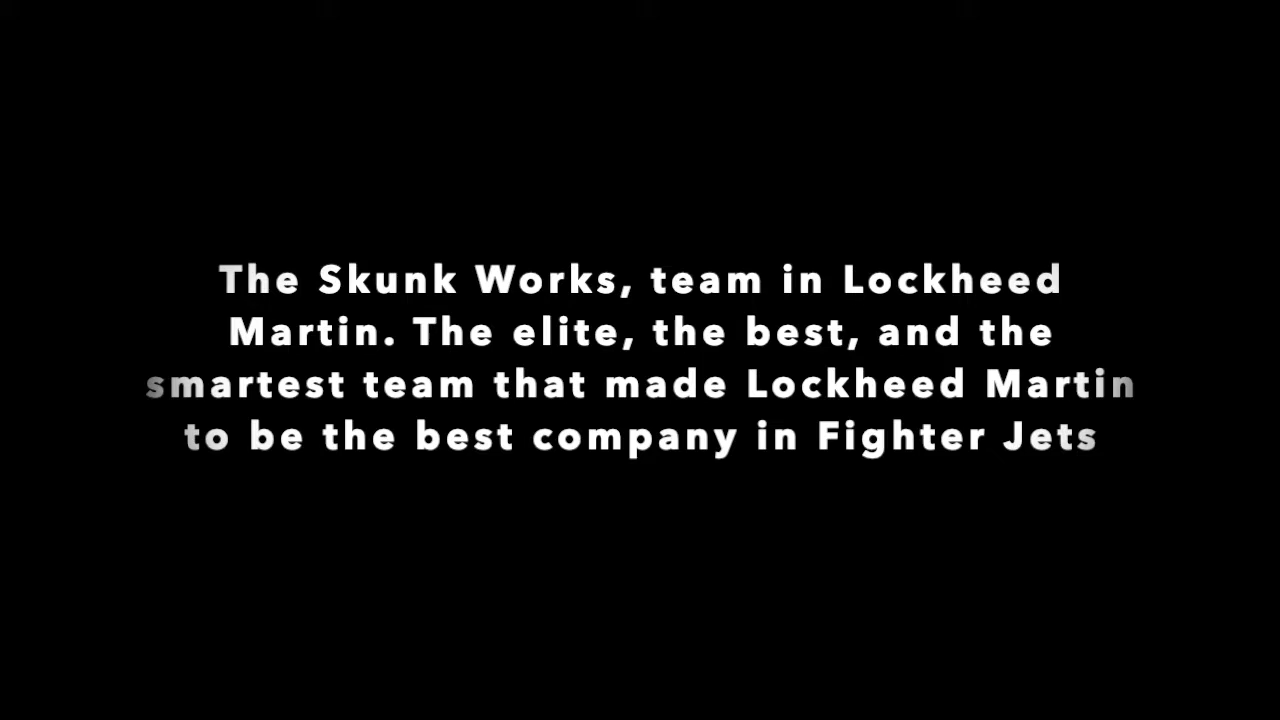 The Skunk Works, team in Lockheed
Martin. The elite, the best, and the
smartest team that made Lockheed Martin
to be the best company in Fighter Jets